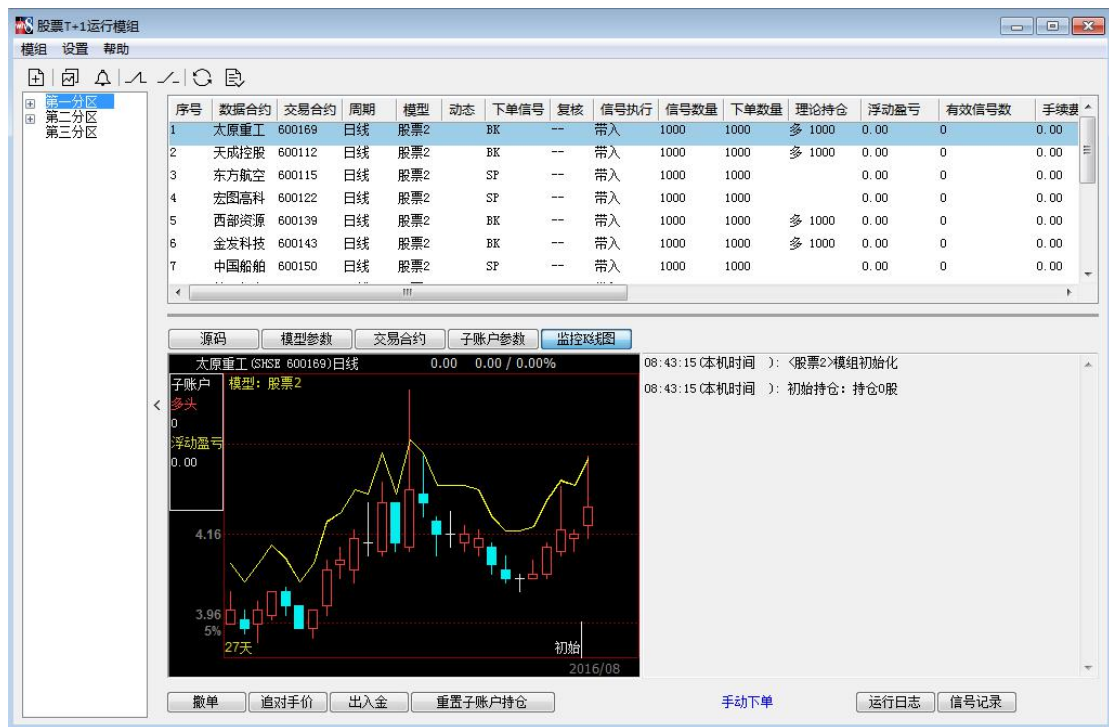 股票T+1运行模组
模组 设置 帮助
第一分区
第二分区
第三分区
序号 数据合约 交易合约 周期 模型 动态 下单信号 复核 信号执行 信号数量 下单数量 理论持仓 浮动盈亏 有效信号数 手续费
1 太原重工 600169 日线 股票2 BK -- 带入 1000 1000 多 1000 0.00 0 0.00
2 天成控股 600112 日线 股票2 BK -- 带入 1000 1000 多 1000 0.00 0 0.00
3 东方航空 600115 日线 股票2 SP -- 带入 1000 1000 0.00 0 0.00
4 宏图高科 600122 日线 股票2 SP -- 带入 1000 1000 0.00 0 0.00
5 西部资源 600139 日线 股票2 BK -- 带入 1000 1000 多 1000 0.00 0 0.00
6 金发科技 600143 日线 股票2 BK -- 带入 1000 1000 多 1000 0.00 0 0.00
7 中国船舶 600150 日线 股票2 SP -- 带入 1000 1000 0.00 0 0.00
源码 模型参数 交易合约 子账户参数 监控K线图
太原重工(SHSE 600169)日线 0.00 0.00 / 0.00%
子账户
多头
0
浮动盈亏
0.00
模型: 股票2
4.16
3.96
5%
27天
初始
2016/08
08:43:15(本机时间 ): <股票2>模组初始化
08:43:15(本机时间 ): 初始持仓: 持仓0股
撤单 追对手价 出入金 重置子账户持仓 手动下单 运行日志 信号记录